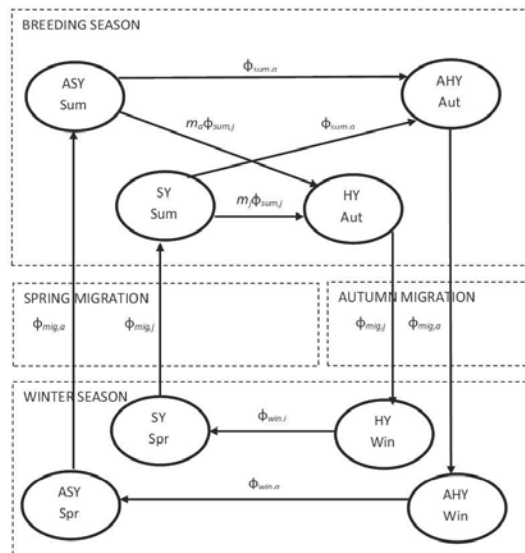 BREEDING SEASON
ϕsum,a
ASY
Sum
AHY
Aut
maϕsum,j
ϕsum,a
SY
Sum
mjϕsum,j
HY
Aut
SPRING MIGRATION
AUTUMN MIGRATION
ϕmig,a
ϕmig,j
ϕmig,j
ϕmig,a
WINTER SEASON
SY
Spr
ϕwin,j
HY
Win
ASY
Spr
ϕwin,a
AHY
Win